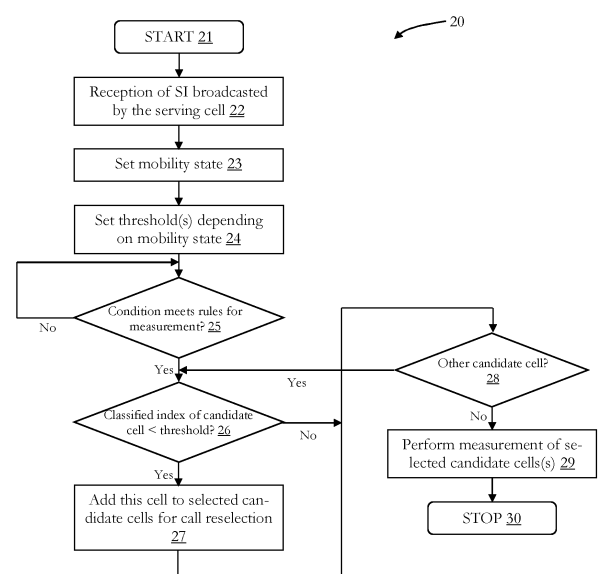 START 21
20
Reception of SI broadcasted
by the serving cell 22
Set mobility state 23
Set threshold(s) depending
on mobility state 24
Condition meets rules for
measurement? 25
No
Yes
Other candidate cell?
28
Yes
No
Classified index of candidate
cell < threshold? 26
No
Yes
Perform measurement of se-
lected candidate cells(s) 29
Add this cell to selected can-
didate cells for call reselection
27
STOP 30